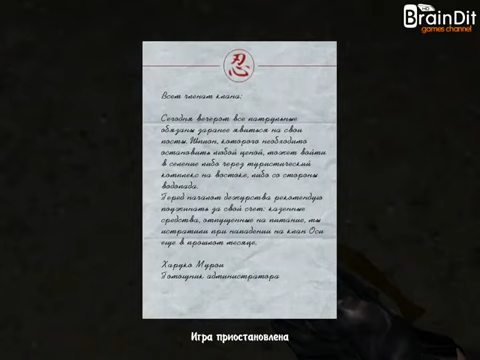 BrainDit
games channel
忍
Всем членам клана:
Сегодня вечером все патрульные
обязаны заранее явиться на свои
посты. Шпион, которого необходимо
остановить любой ценой, может войти
в селение либо через туристический
комплекс на востоке, либо со стороны
водопада.
Перед началом дежурства рекомендую
поужинать за свой счет: казенные
средства, отпущенные на питание, мы
истратили при нападении на клан Оси
еще в прошлом месяце.
Харуко Мураи
Помощник администратора
Игра приостановлена